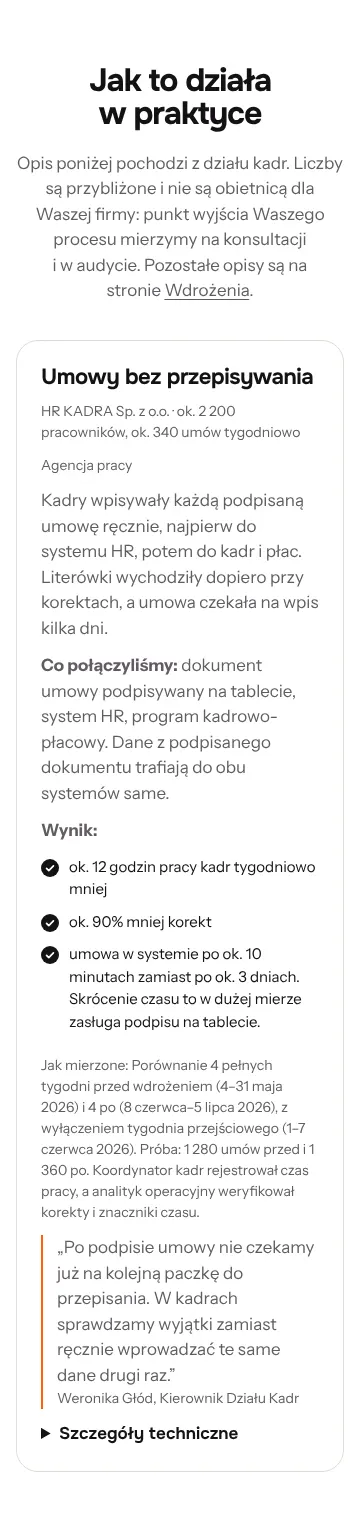 Jak to działa
w praktyce
Opis poniżej pochodzi z działu kadr. Liczby
są przybliżone i nie są obietnicą dla
Waszej firmy: punkt wyjścia Waszego
procesu mierzymy na konsultacji
i w audycie. Pozostałe opisy są na
stronie Wdrożenia.
Umowy bez przepisywania
HR KADRA Sp. z o.o. · ok. 2 200
pracowników, ok. 340 umów tygodniowo
Agencja pracy
Kadry wpisywały każdą podpisaną
umowę ręcznie, najpierw do
systemu HR, potem do kadr i płac.
Literówki wychodziły dopiero przy
korektach, a umowa czekała na wpis
kilka dni.
Co połączyliśmy: dokument
umowy podpisywany na tablecie,
system HR, program kadrowo-
płacowy. Dane z podpisanego
dokumentu trafiają do obu
systemów same.
Wynik:
ok. 12 godzin pracy kadr tygodniowo
mniej
ok. 90% mniej korekt
umowa w systemie po ok. 10
minutach zamiast po ok. 3 dniach.
Skrócenie czasu to w dużej mierze
zasługa podpisu na tablecie.
Jak mierzone: Porównanie 4 pełnych
tygodni przed wdrożeniem (4–31 maja
2026) i 4 po (8 czerwca–5 lipca 2026), z
wyłączeniem tygodnia przejściowego (1–7
czerwca 2026). Próba: 1 280 umów przed i 1
360 po. Koordynator kadr rejestrował czas
pracy, a analityk operacyjny weryfikował
korekty i znaczniki czasu.
„Po podpisie umowy nie czekamy
już na kolejną paczkę do
przepisania. W kadrach
sprawdzamy wyjątki zamiast
ręcznie wprowadzać te same
dane drugi raz.”
Weronika Głód, Kierownik Działu Kadr
Szczegóły techniczne